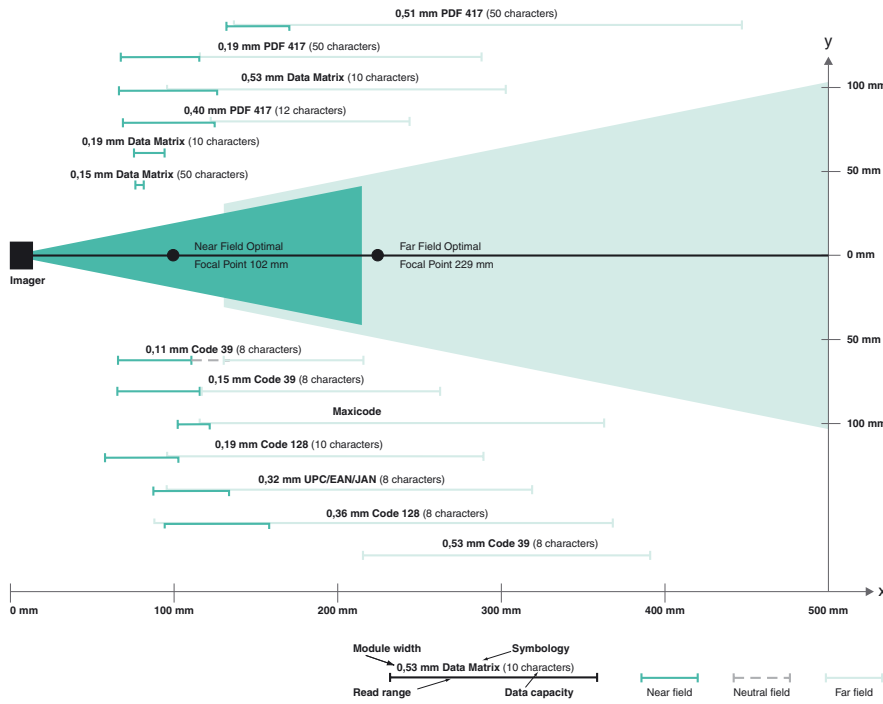 0,51 mm PDF 417 (50 characters)
0,19 mm PDF 417 (50 characters)
y
0,53 mm Data Matrix (10 characters)
100 mm
0,40 mm PDF 417 (12 characters)
0,19 mm Data Matrix (10 characters)
50 mm
0,15 mm Data Matrix (50 characters)
Near Field Optimal
Focal Point 102 mm
Far Field Optimal
Focal Point 229 mm
0 mm
Imager
50 mm
0,11 mm Code 39 (8 characters)
0,15 mm Code 39 (8 characters)
Maxicode
100 mm
0,19 mm Code 128 (10 characters)
0,32 mm UPC/EAN/JAN (8 characters)
0,36 mm Code 128 (8 characters)
0,53 mm Code 39 (8 characters)
x
0 mm 100 mm 200 mm 300 mm 400 mm 500 mm
Module width Symbology
0,53 mm Data Matrix (10 characters)
Read range Data capacity
Near field Neutral field Far field